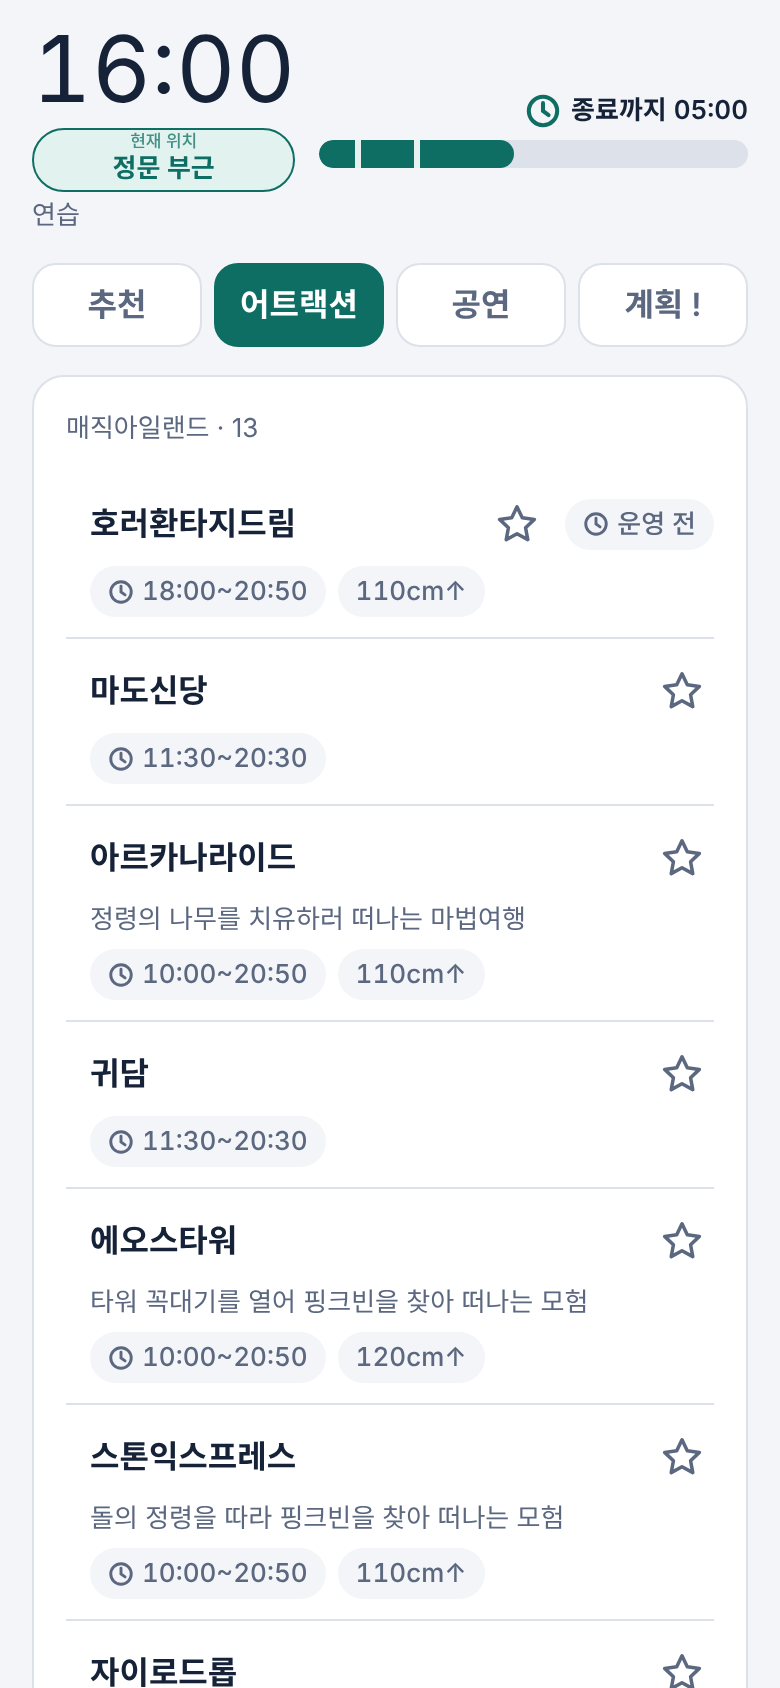 16:00
종료까지 05:00
현재 위치
정문 부근
연습
추천
어트랙션
공연
계획 !
매직아일랜드 · 13
호러환타지드림
운영 전
18:00~20:50
110cm↑
마도신당
11:30~20:30
아르카나라이드
정령의 나무를 치유하러 떠나는 마법여행
10:00~20:50
110cm↑
귀담
11:30~20:30
에오스타워
타워 꼭대기를 열어 핑크빈을 찾아 떠나는 모험
10:00~20:50
120cm↑
스톤익스프레스
돌의 정령을 따라 핑크빈을 찾아 떠나는 모험
10:00~20:50
110cm↑
자이로드롭